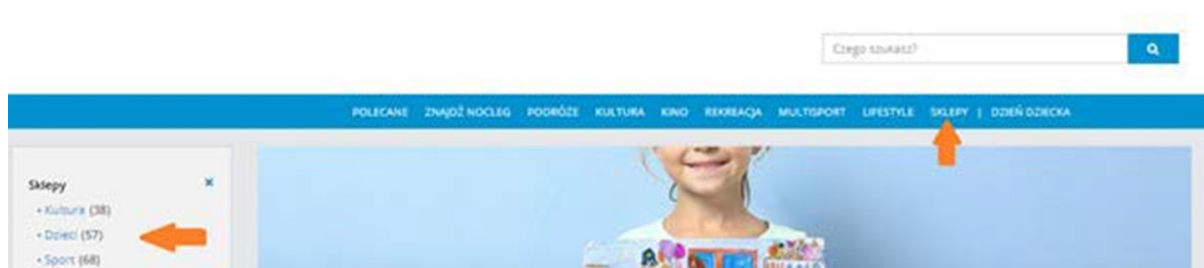 Czego szukasz?
POLECANE ZNAJDŹ NOCLEG PODRÓŻE KULTURA KINO REKREACJA MULTISPORT LIFESTYLE SKLEPY | DZIEŃ DZIECKA
Sklepy ×
• Kultura (38)
• Dzieci (57)
• Sport (68)